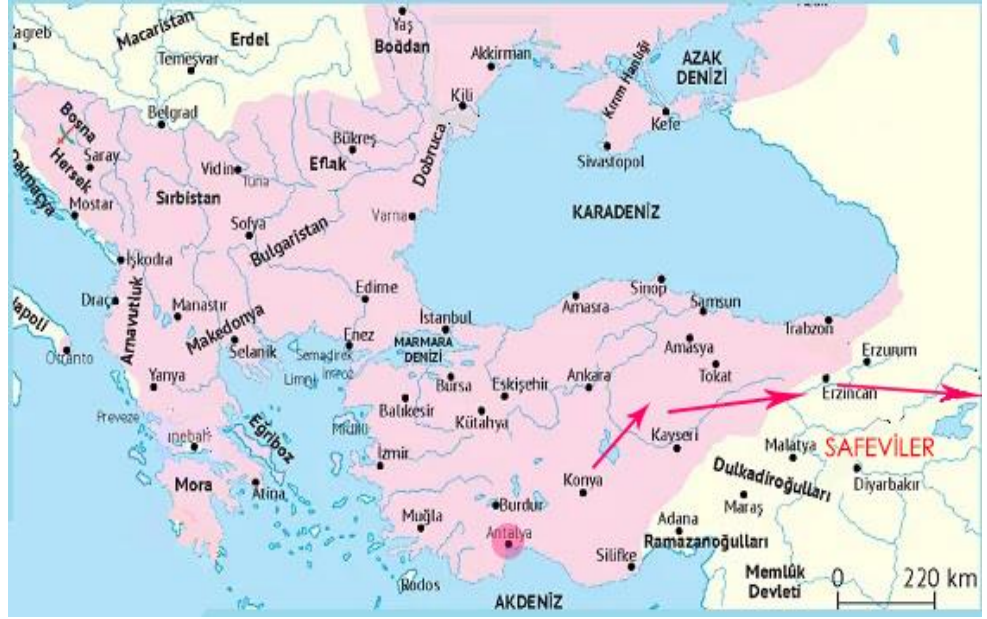 Zagreb
Macaristan
Erdel
Temeşvar
Boğdan
Yaş
Akkirman
Kırım Hanlığı
AZAK
DENİZİ
Kili
Kefe
Sivastopol
Belgrad
Bosna
Hersek
Saray
Dalmaçya
Mostar
Vidin
Tuna
Bükreş
Eflak
Dobruca
Sırbistan
Varna
KARADENİZ
Sofya
Bulgaristan
İşkodra
Draç
Arnavutluk
Manastır
Makedonya
Selanik
Edirne
Enez
İstanbul
MARMARA
DENİZİ
Semadirek
İmroz
Limni
Napoli
Otranto
Amasra
Sinop
Samsun
Trabzon
Amasya
Tokat
Erzurum
Erzincan
Yanya
Preveze
İnebahtı
Eğriboz
Mora
Atina
Bursa
Eskişehir
Ankara
Balıkesir
Kütahya
Midilli
İzmir
Kayseri
Malatya
SAFEVİLER
Dulkadiroğulları
Diyarbakır
Konya
Maraş
Burdur
Muğla
Antalya
Adana
Ramazanoğulları
Silifke
Rodos
AKDENİZ
Memlûk
Devleti
0 220 km